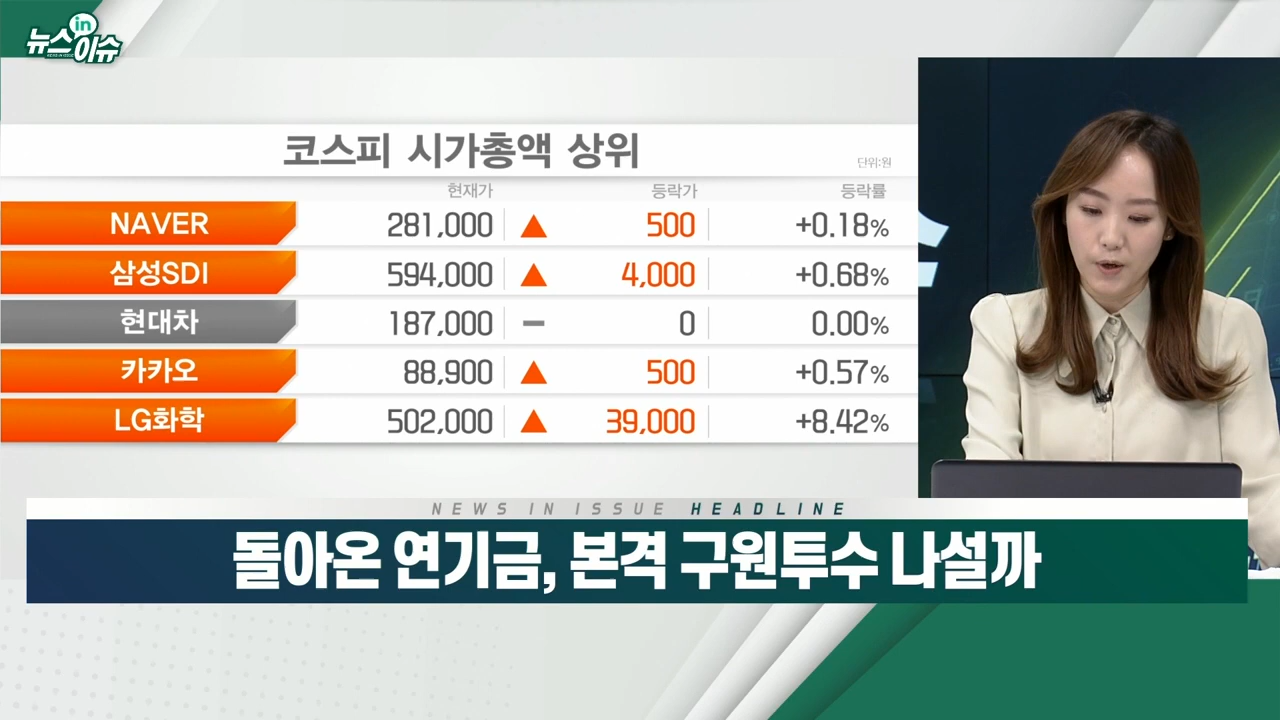 뉴스in이슈
코스피 시가총액 상위
단위:원
현재가 등락가 등락률
NAVER 281,000 ▲ 500 +0.18%
삼성SDI 594,000 ▲ 4,000 +0.68%
현대차 187,000 − 0 0.00%
카카오 88,900 ▲ 500 +0.57%
LG화학 502,000 ▲ 39,000 +8.42%
NEWS IN ISSUE HEADLINE
돌아온 연기금, 본격 구원투수 나설까